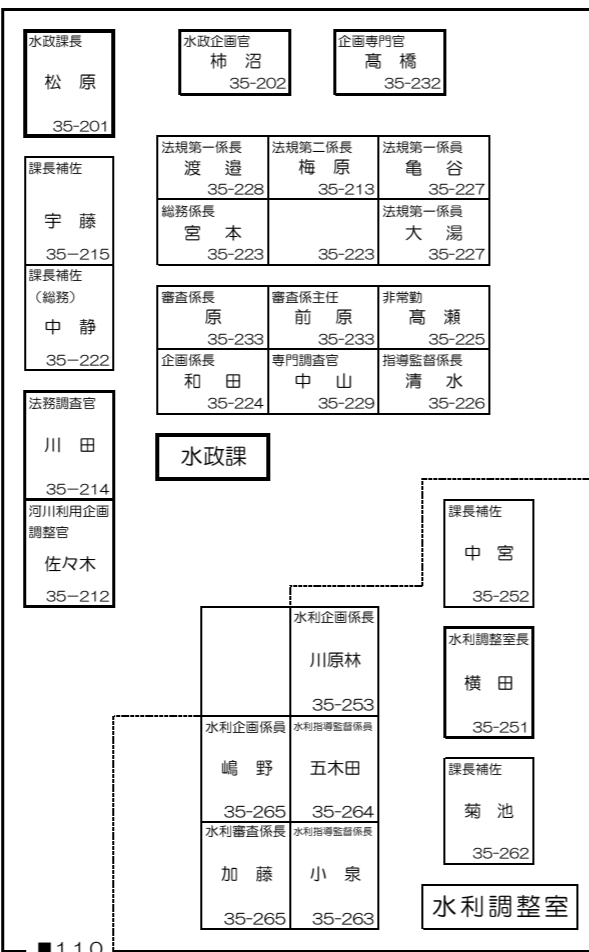 水政課長
松 原
35-201
水政企画官
柿 沼
35-202
企画専門官
髙 橋
35-232
課長補佐
宇 藤
35−215
課長補佐
（総務）
中 静
35−222
法規第一係長
渡 邉
35-228
法規第二係長
梅 原
35-213
法規第一係員
亀 谷
35-227
総務係長
宮 本
35-223
35-223
法規第一係員
大 湯
35-227
審査係長
原
35-233
審査係主任
前 原
35-233
非常勤
髙 瀬
35-225
企画係長
和 田
35-224
専門調査官
中 山
35-229
指導監督係長
清 水
35-226
法務調査官
川 田
35−214
河川利用企画
調整官
佐々木
35−212
水政課
課長補佐
中 宮
35-252
水利企画係長
川原林
35-253
水利調整室長
横 田
35-251
水利企画係員
嶋 野
35-265
水利指導監督係員
五木田
35-264
課長補佐
菊 池
35-262
水利審査係長
加 藤
35-265
水利指導監督係長
小 泉
35-263
水利調整室
■110